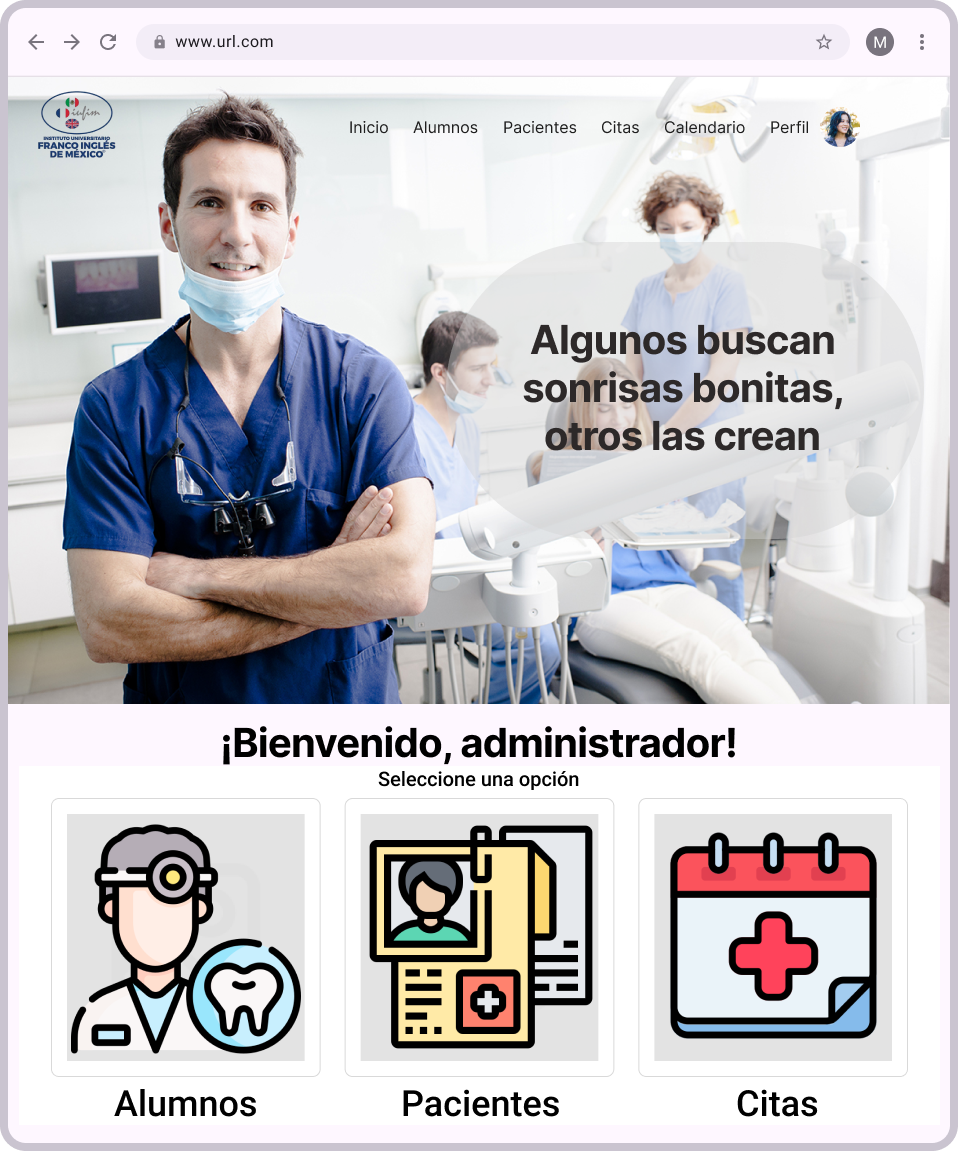 www.url.com
M
iufim
INSTITUTO UNIVERSITARIO
FRANCO INGLÉS
DE MÉXICO
Inicio Alumnos Pacientes Citas Calendario Perfil
Algunos buscan
sonrisas bonitas,
otros las crean
¡Bienvenido, administrador!
Seleccione una opción
Alumnos Pacientes Citas